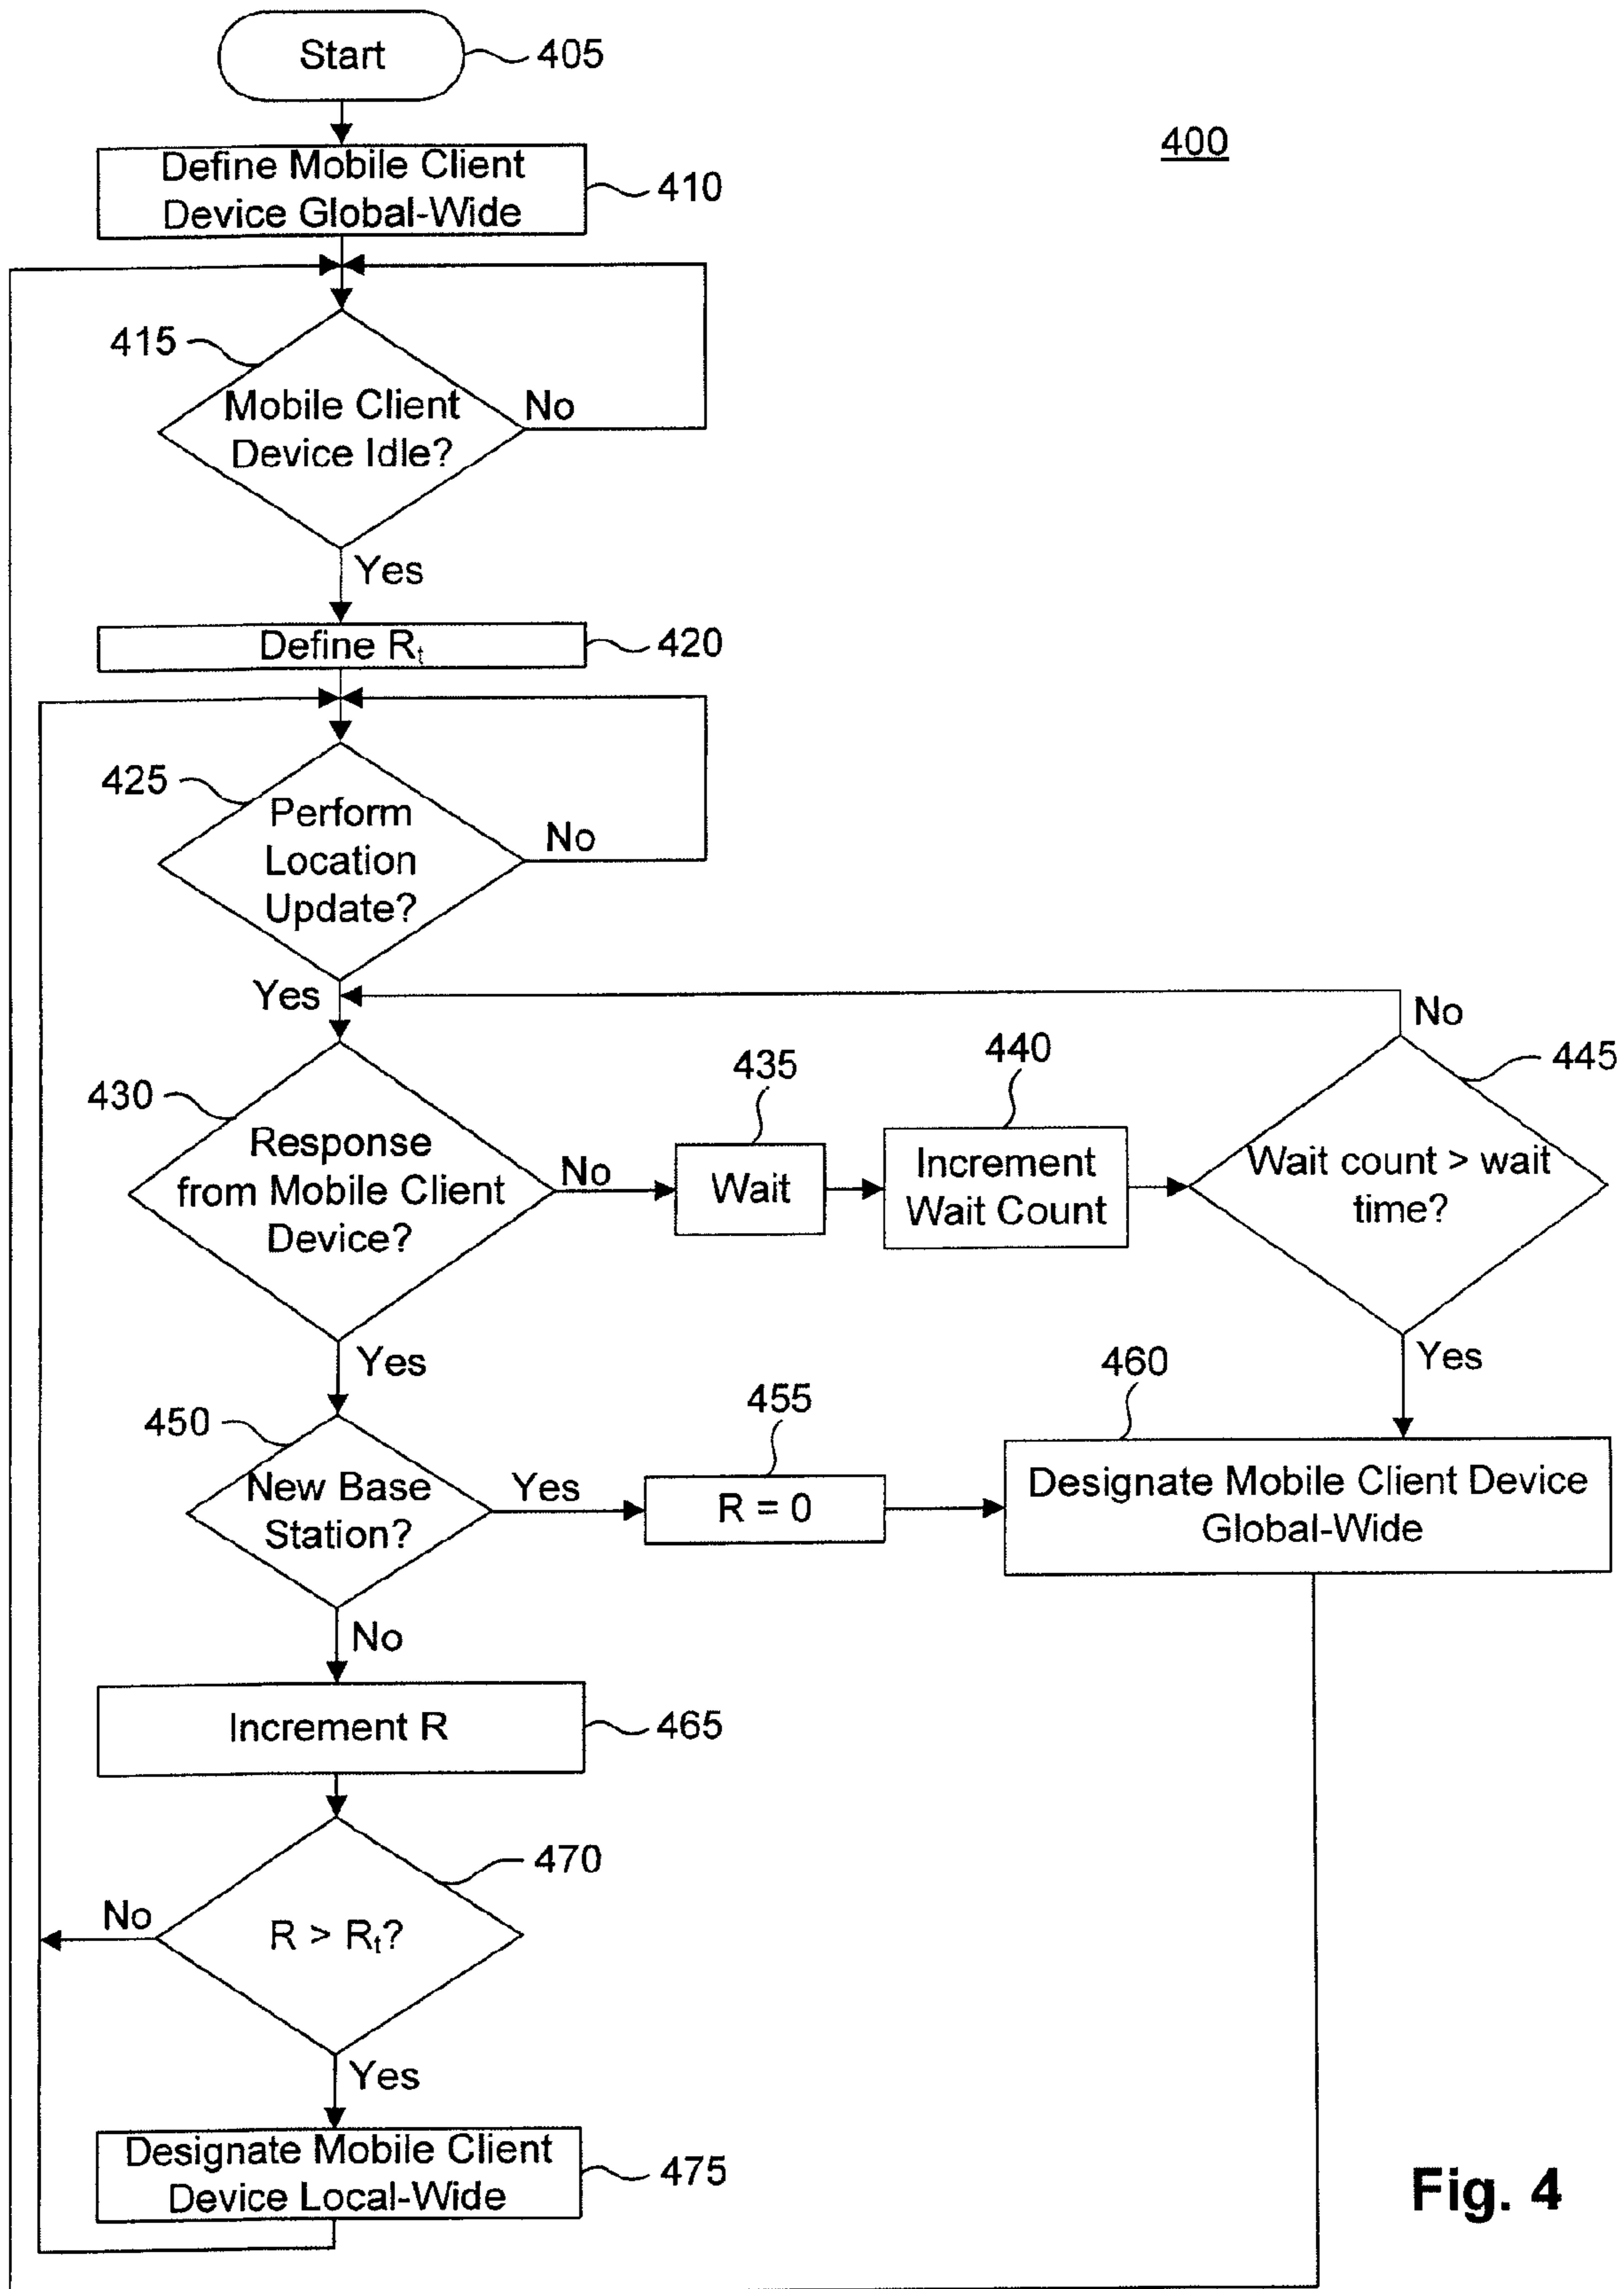 Start
405
400
Define Mobile Client
Device Global-Wide
410
415
Mobile Client
Device Idle?
No
Yes
Define Rt
420
425
Perform
Location
Update?
No
Yes
No
430
Response
from Mobile Client
Device?
No
435
Wait
440
Increment
Wait Count
445
Wait count > wait
time?
Yes
Yes
450
New Base
Station?
Yes
455
R = 0
460
Designate Mobile Client Device
Global-Wide
No
Increment R
465
470
R > Rt?
No
Yes
Designate Mobile Client
Device Local-Wide
475
Fig. 4